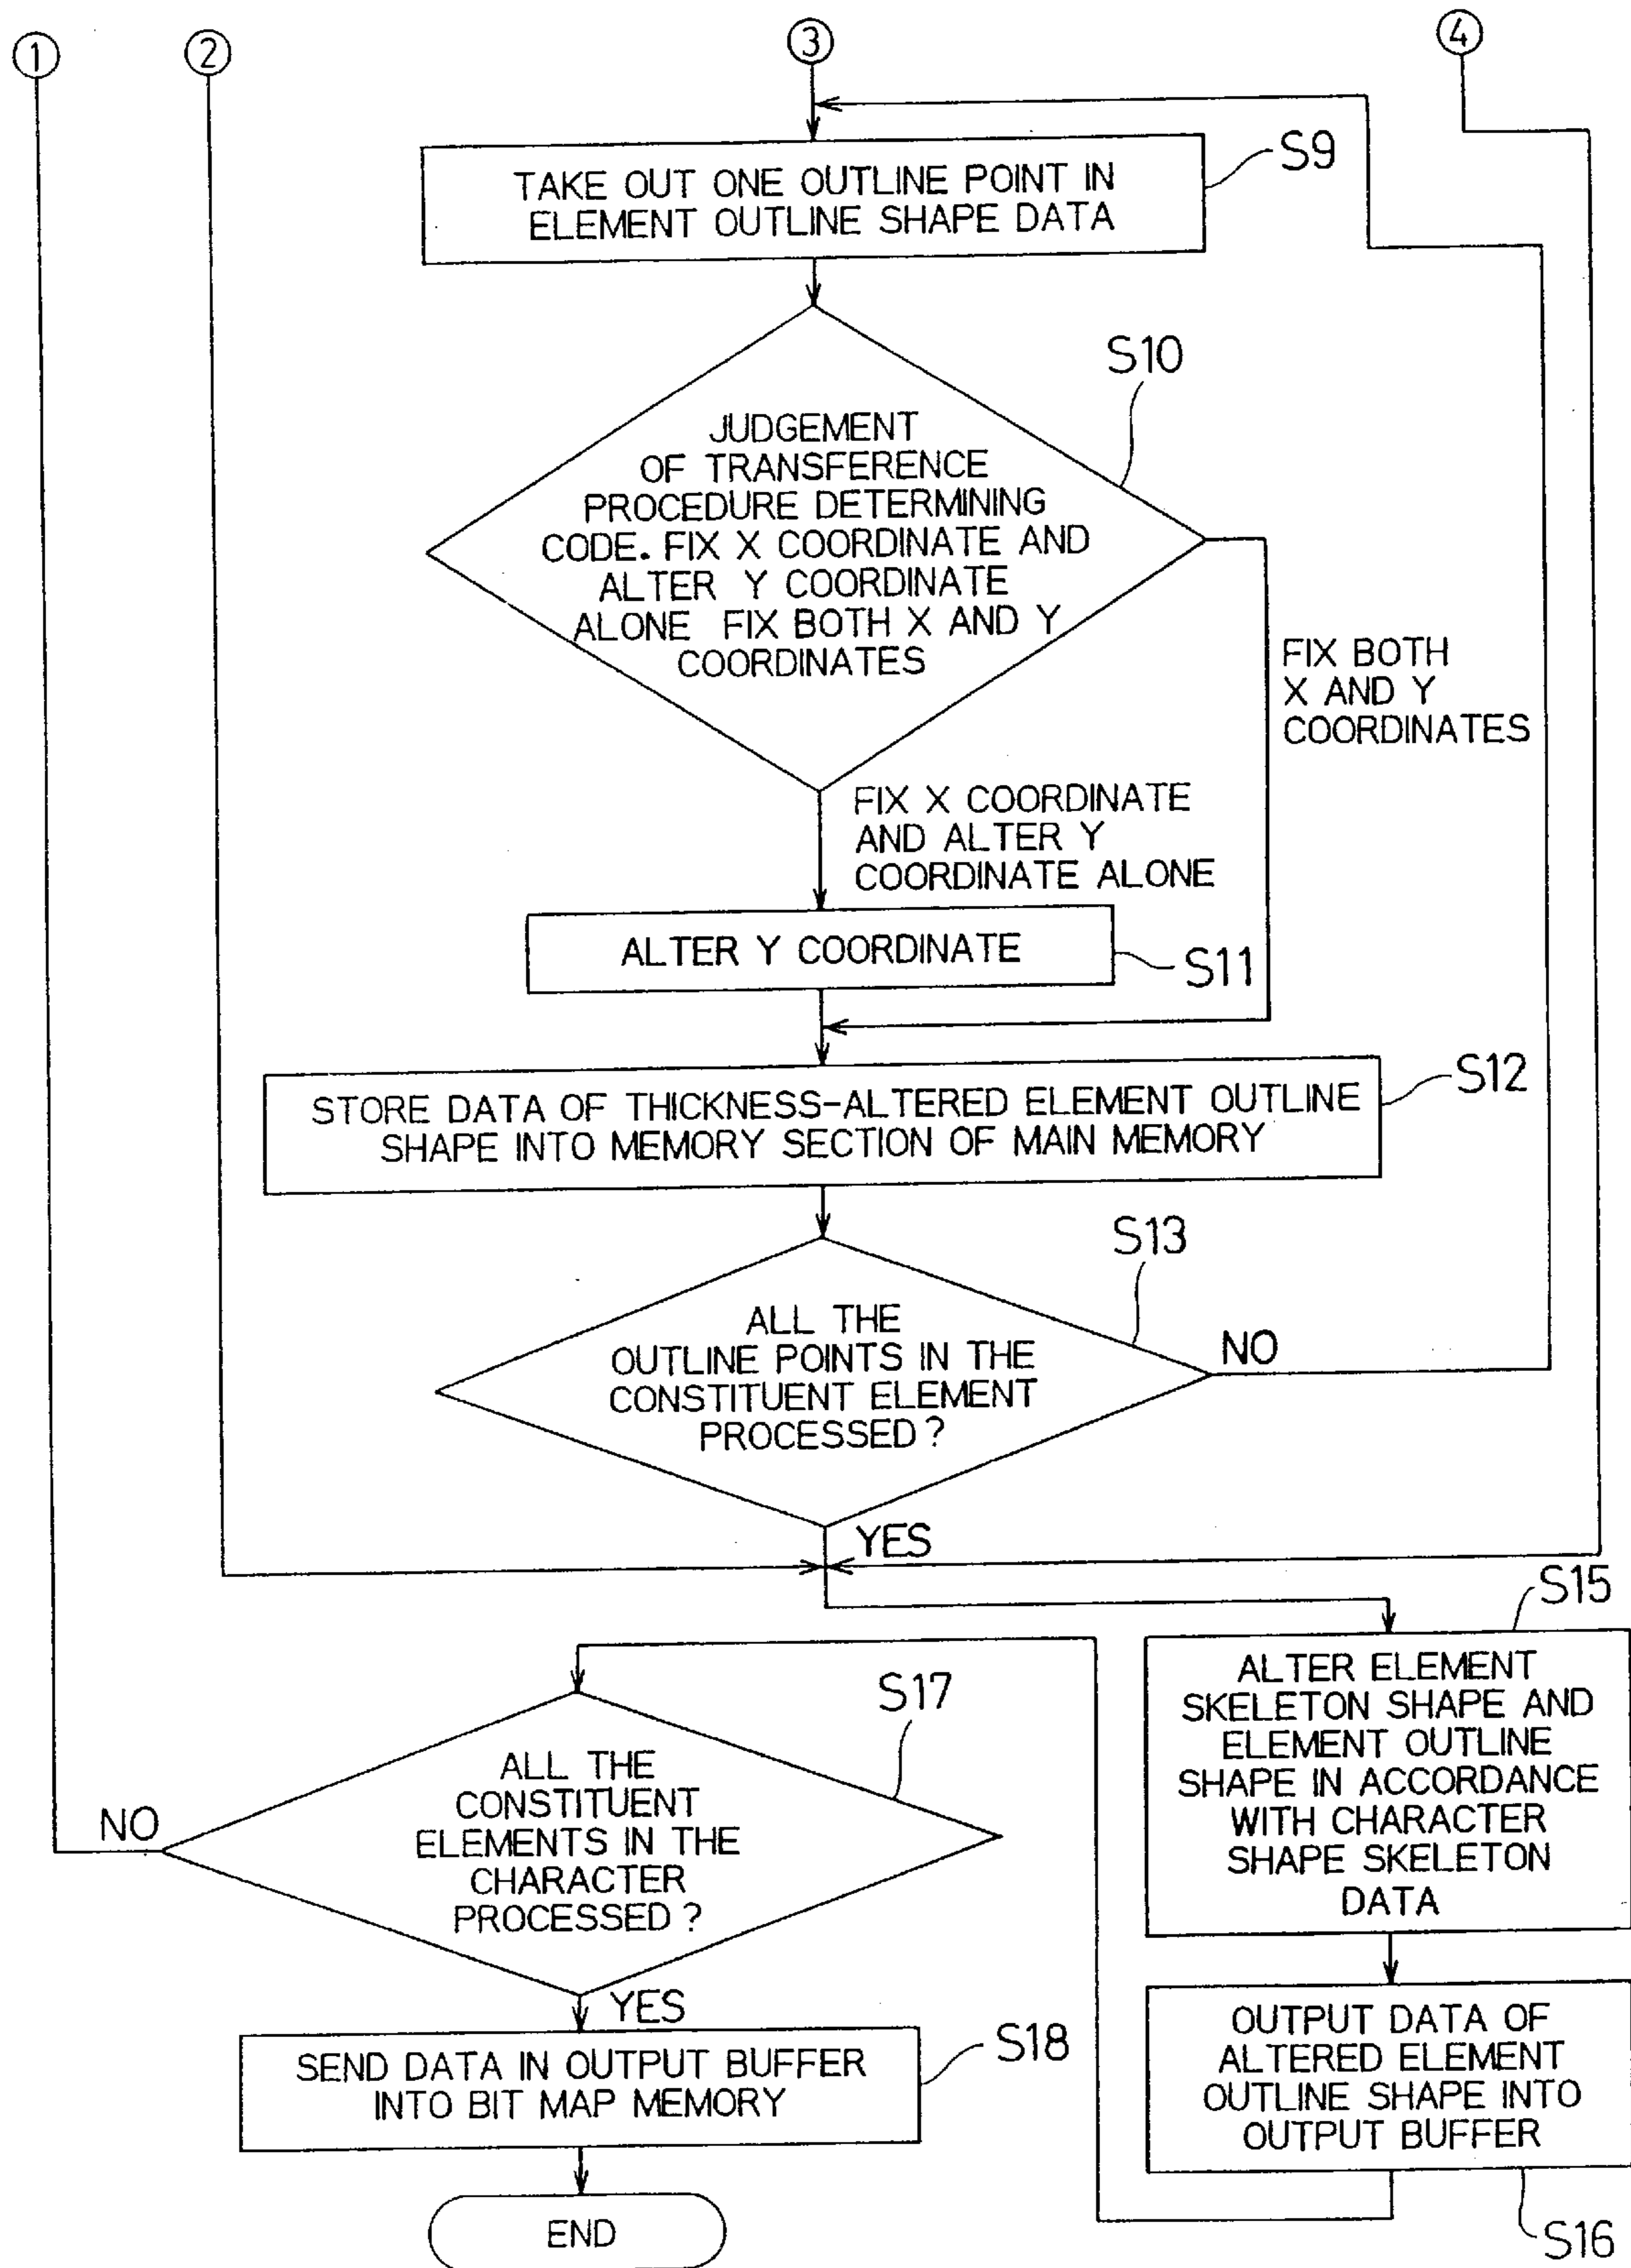 1
2
3
4
TAKE OUT ONE OUTLINE POINT IN
ELEMENT OUTLINE SHAPE DATA
S9
S10
JUDGEMENT
OF TRANSFERENCE
PROCEDURE DETERMINING
CODE. FIX X COORDINATE AND
ALTER Y COORDINATE
ALONE FIX BOTH X AND Y
COORDINATES
FIX BOTH
X AND Y
COORDINATES
FIX X COORDINATE
AND ALTER Y
COORDINATE ALONE
ALTER Y COORDINATE
S11
S12
STORE DATA OF THICKNESS-ALTERED ELEMENT OUTLINE
SHAPE INTO MEMORY SECTION OF MAIN MEMORY
S13
ALL THE
OUTLINE POINTS IN THE
CONSTITUENT ELEMENT
PROCESSED?
NO
YES
S15
ALTER ELEMENT
SKELETON SHAPE AND
ELEMENT OUTLINE
SHAPE IN ACCORDANCE
WITH CHARACTER
SHAPE SKELETON
DATA
S17
ALL THE
CONSTITUENT
ELEMENTS IN THE
CHARACTER
PROCESSED?
NO
YES
OUTPUT DATA OF
ALTERED ELEMENT
OUTLINE SHAPE INTO
OUTPUT BUFFER
S16
SEND DATA IN OUTPUT BUFFER
INTO BIT MAP MEMORY
S18
END